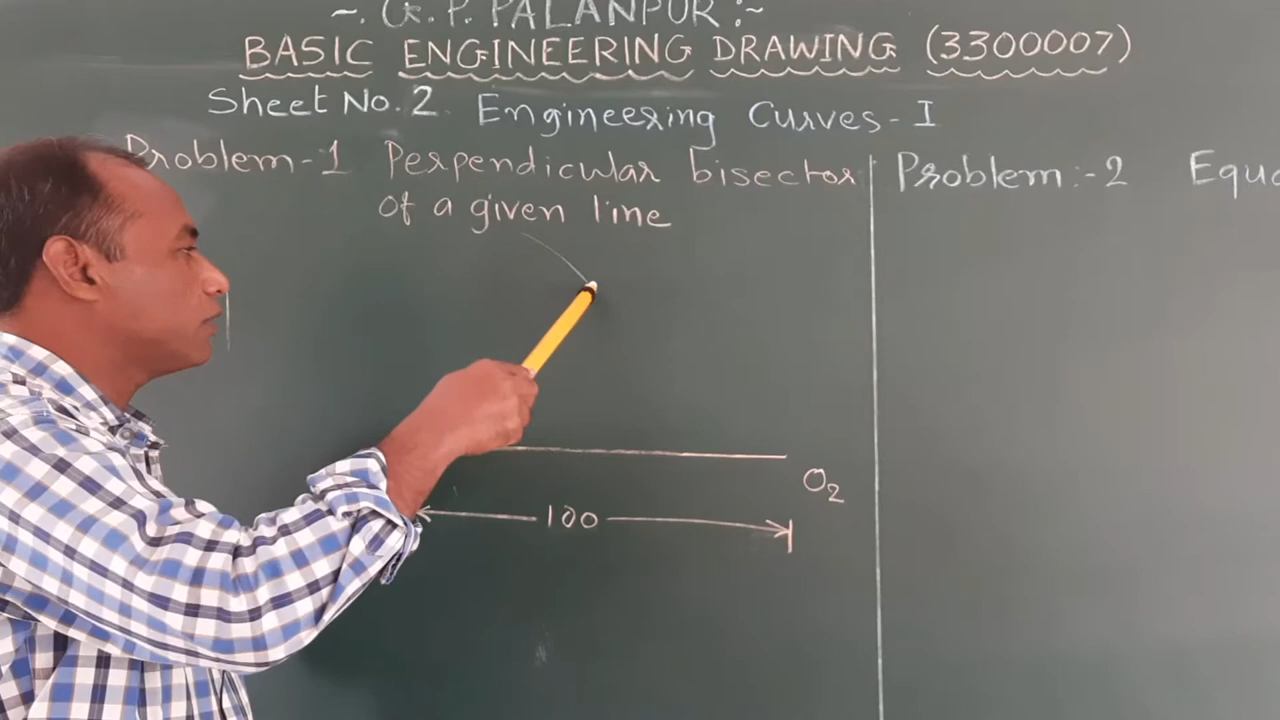 ~. G. P. PALANPUR :~
BASIC ENGINEERING DRAWING (3300007)
Sheet No. 2 Engineering Curves - I
Problem - 1 Perpendicular bisector
of a given line
Problem :- 2
O2
100